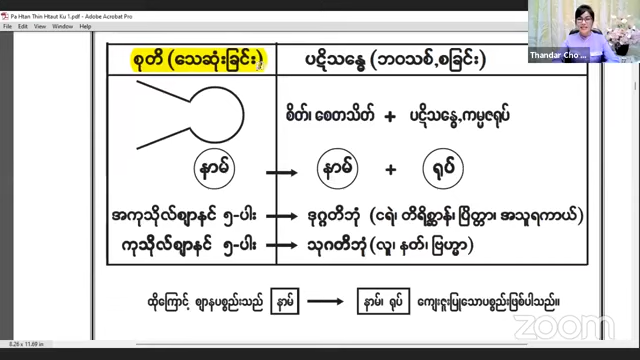 Pa Htan Thin Htaut Ku 1.pdf - Adobe Acrobat Pro
File Edit View Window Help
Thandar Cho ...
စုတိ (သေဆုံးခြင်း)
ပဋိသန္ဓေ (ဘဝသစ်,စခြင်း)
စိတ်၊ စေတသိတ် + ပဋိသန္ဓေ,ကမ္မဇရုပ်
နာမ် နာမ် + ရုပ်
အကုသိုလ်ဈာနင် ၅-ပါး ဒုဂ္ဂတိဘုံ (ငရဲ၊ တိရိစ္ဆာန်၊ ပြိတ္တာ၊ အသူရကာယ်)
ကုသိုလ်ဈာနင် ၅-ပါး သုဂတိဘုံ (လူ၊ နတ်၊ ဗြဟ္မာ)
ထိုကြောင့် ဈာနပစ္စည်းသည် နာမ် နာမ်၊ ရုပ် ကျေးဇူးပြုသောပစ္စည်းဖြစ်ပါသည်။
zoom
8.26 x 11.69 in